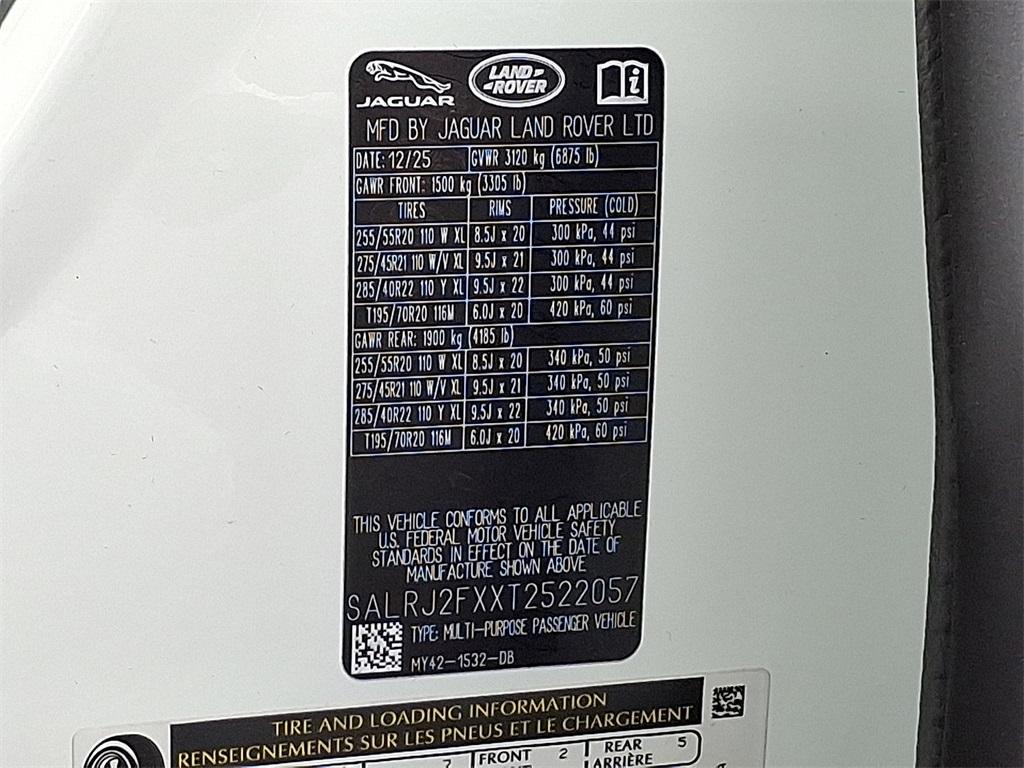 JAGUAR
LAND ROVER
i
MFD BY JAGUAR LAND ROVER LTD
DATE: 12/25 GVWR 3120 kg (6875 lb)
GAWR FRONT: 1500 kg (3305 lb)
TIRES RIMS PRESSURE (COLD)
255/55R20 110 W XL 8.5J x 20 300 kPa, 44 psi
275/45R21 110 W/V XL 9.5J x 21 300 kPa, 44 psi
285/40R22 110 Y XL 9.5J x 22 300 kPa, 44 psi
T195/70R20 116M 6.0J x 20 420 kPa, 60 psi
GAWR REAR: 1900 kg (4185 lb)
255/55R20 110 W XL 8.5J x 20 340 kPa, 50 psi
275/45R21 110 W/V XL 9.5J x 21 340 kPa, 50 psi
285/40R22 110 Y XL 9.5J x 22 340 kPa, 50 psi
T195/70R20 116M 6.0J x 20 420 kPa, 60 psi
THIS VEHICLE CONFORMS TO ALL APPLICABLE
U.S. FEDERAL MOTOR VEHICLE SAFETY
STANDARDS IN EFFECT ON THE DATE OF
MANUFACTURE SHOWN ABOVE
SALRJ2FXXT2522057
TYPE: MULTI-PURPOSE PASSENGER VEHICLE
MY42-1532-DB
TIRE AND LOADING INFORMATION
RENSEIGNEMENTS SUR LES PNEUS ET LE CHARGEMENT
7 FRONT 2 REAR 5
ARRIÈRE